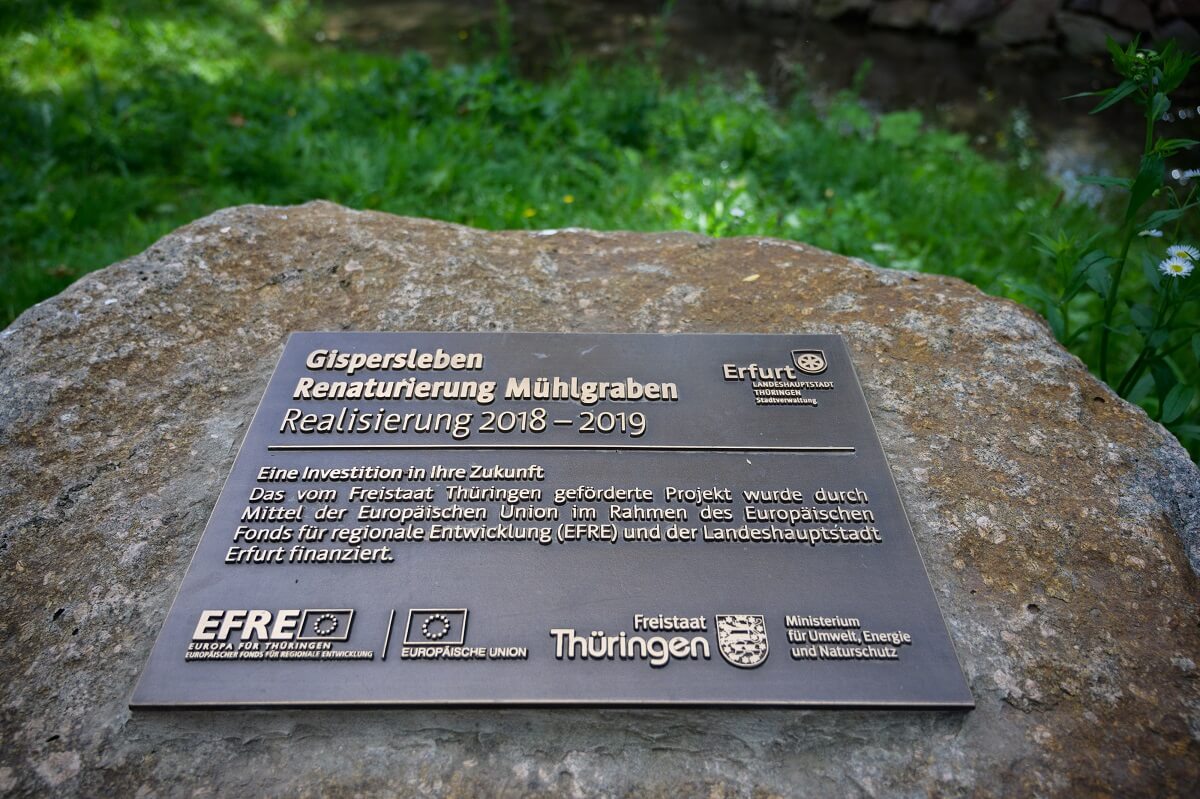 Gispersleben
Renaturierung Mühlgraben
Realisierung 2018 – 2019
Erfurt
LANDESHAUPTSTADT
THÜRINGEN
Stadtverwaltung
Eine Investition in Ihre Zukunft
Das vom Freistaat Thüringen geförderte Projekt wurde durch
Mittel der Europäischen Union im Rahmen des Europäischen
Fonds für regionale Entwicklung (EFRE) und der Landeshauptstadt
Erfurt finanziert.
EFRE
EUROPA FÜR THÜRINGEN
EUROPÄISCHER FONDS FÜR REGIONALE ENTWICKLUNG
EUROPÄISCHE UNION
Freistaat
Thüringen
Ministerium
für Umwelt, Energie
und Naturschutz